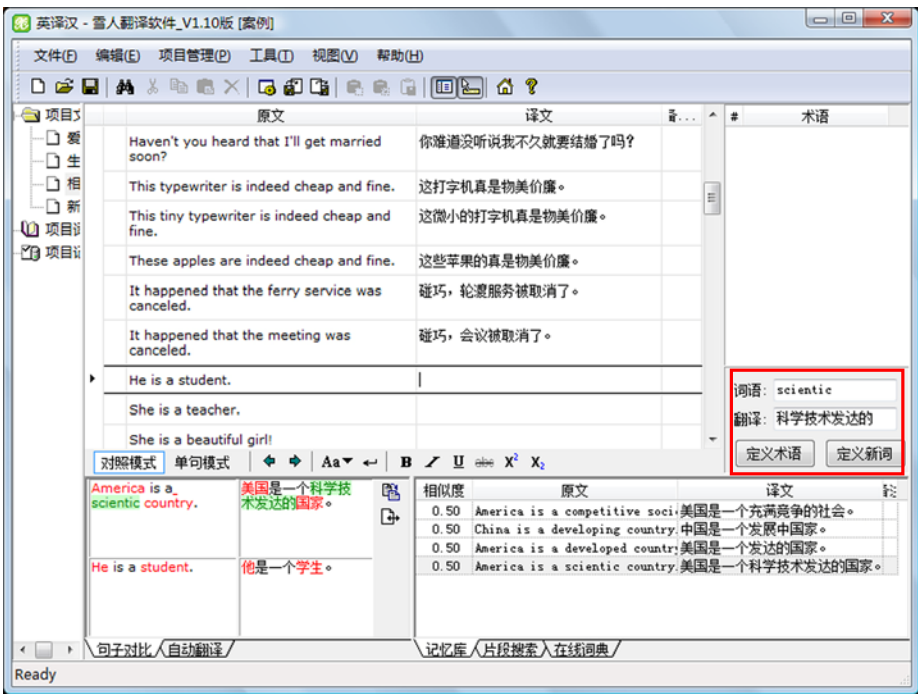 英译汉 - 雪人翻译软件_V1.10版 [案例]
文件(F) 编辑(E) 项目管理(P) 工具(T) 视图(V) 帮助(H)
项目文
爱
生
相
新
项目词
项目记
原文 译文 备...
Haven't you heard that I'll get married soon? 你难道没听说我不久就要结婚了吗?
This typewriter is indeed cheap and fine. 这打字机真是物美价廉。
This tiny typewriter is indeed cheap and fine. 这微小的打字机真是物美价廉。
These apples are indeed cheap and fine. 这些苹果的真是物美价廉。
It happened that the ferry service was canceled. 碰巧，轮渡服务被取消了。
It happened that the meeting was canceled. 碰巧，会议被取消了。
He is a student.
She is a teacher.
She is a beautiful girl!
# 术语
词语: scientic
翻译: 科学技术发达的
定义术语 定义新词
对照模式 单句模式 Aa B I U abc X² X₂
America is a scientic country. 美国是一个科学技术发达的国家。
He is a student. 他是一个学生。
句子对比 自动翻译
相似度 原文 译文
0.50 America is a competitive soci 美国是一个充满竞争的社会。
0.50 China is a developing country. 中国是一个发展中国家。
0.50 America is a developed country 美国是一个发达的国家。
0.50 America is a scientic country. 美国是一个科学技术发达的国家。
记忆库 片段搜索 在线词典
Ready